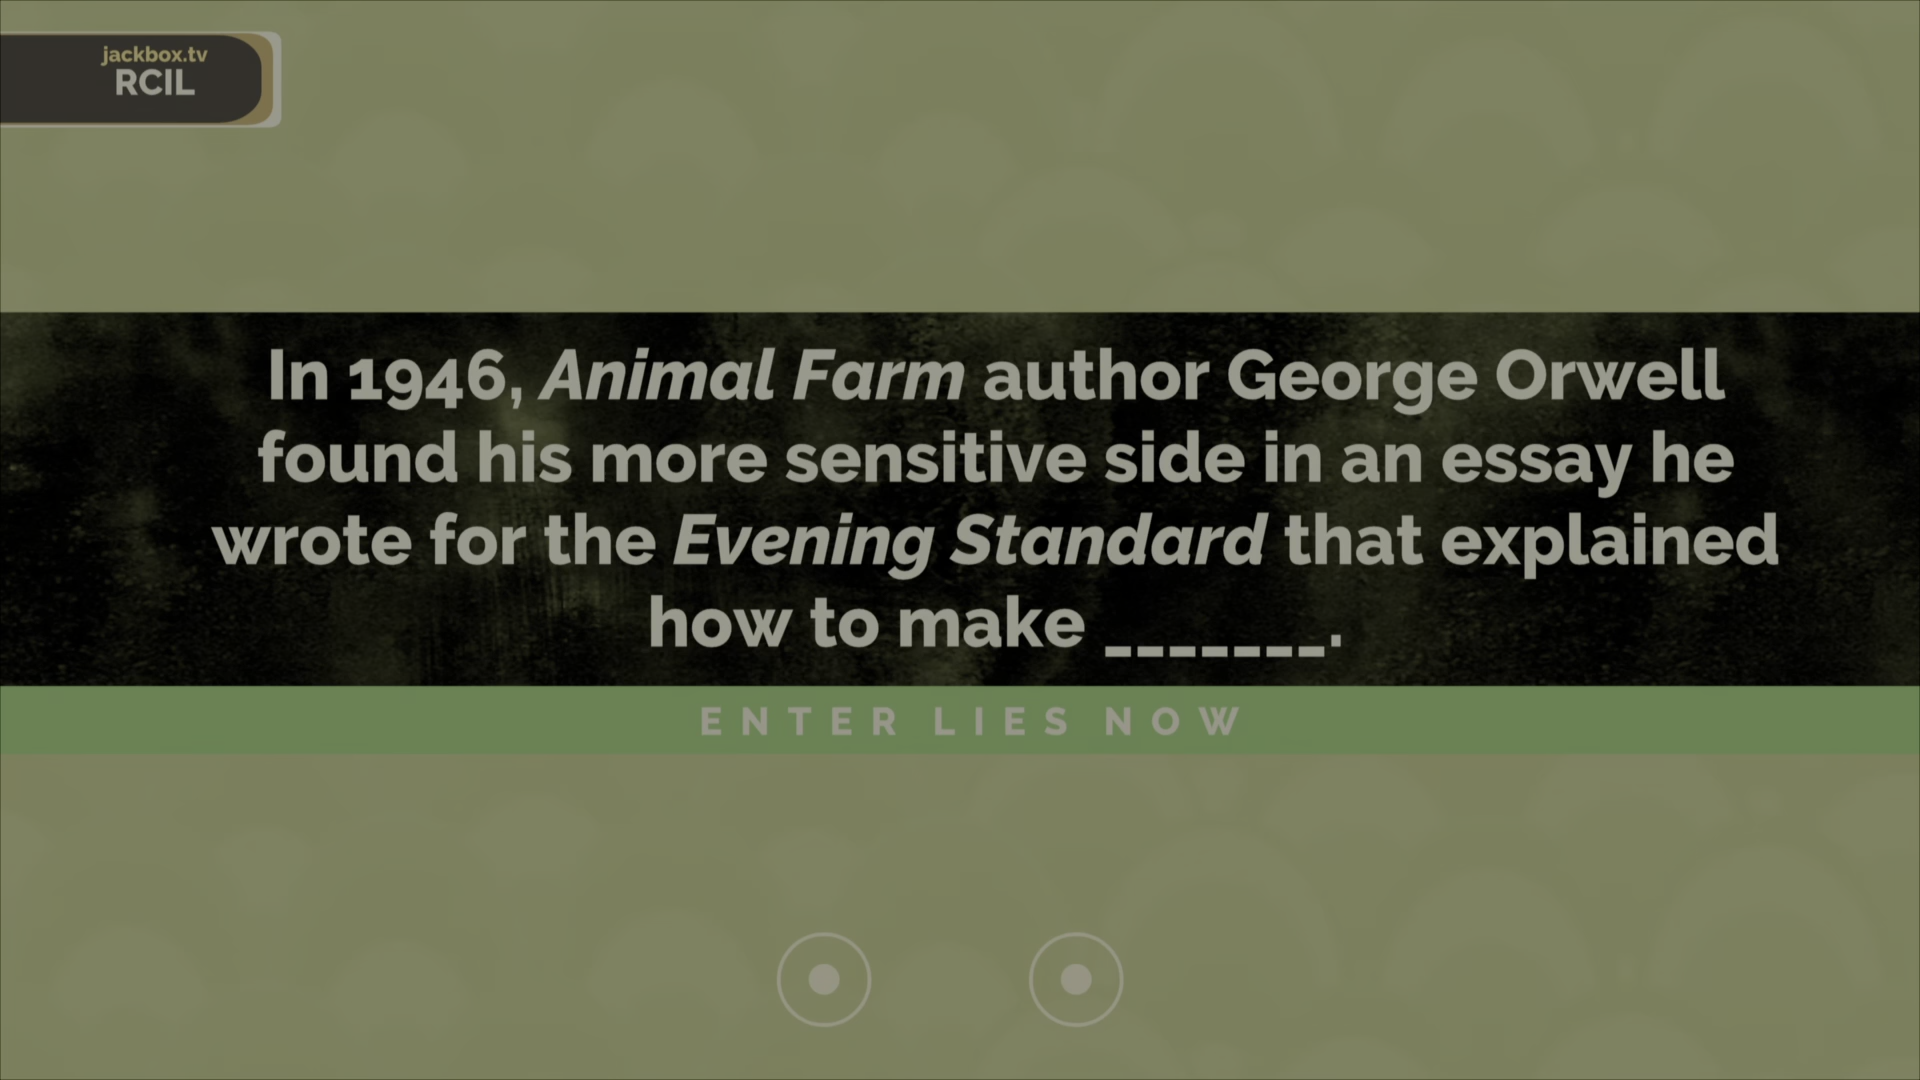 jackbox.tv
RCIL
In 1946, Animal Farm author George Orwell
found his more sensitive side in an essay he
wrote for the Evening Standard that explained
how to make _______.
ENTER LIES NOW